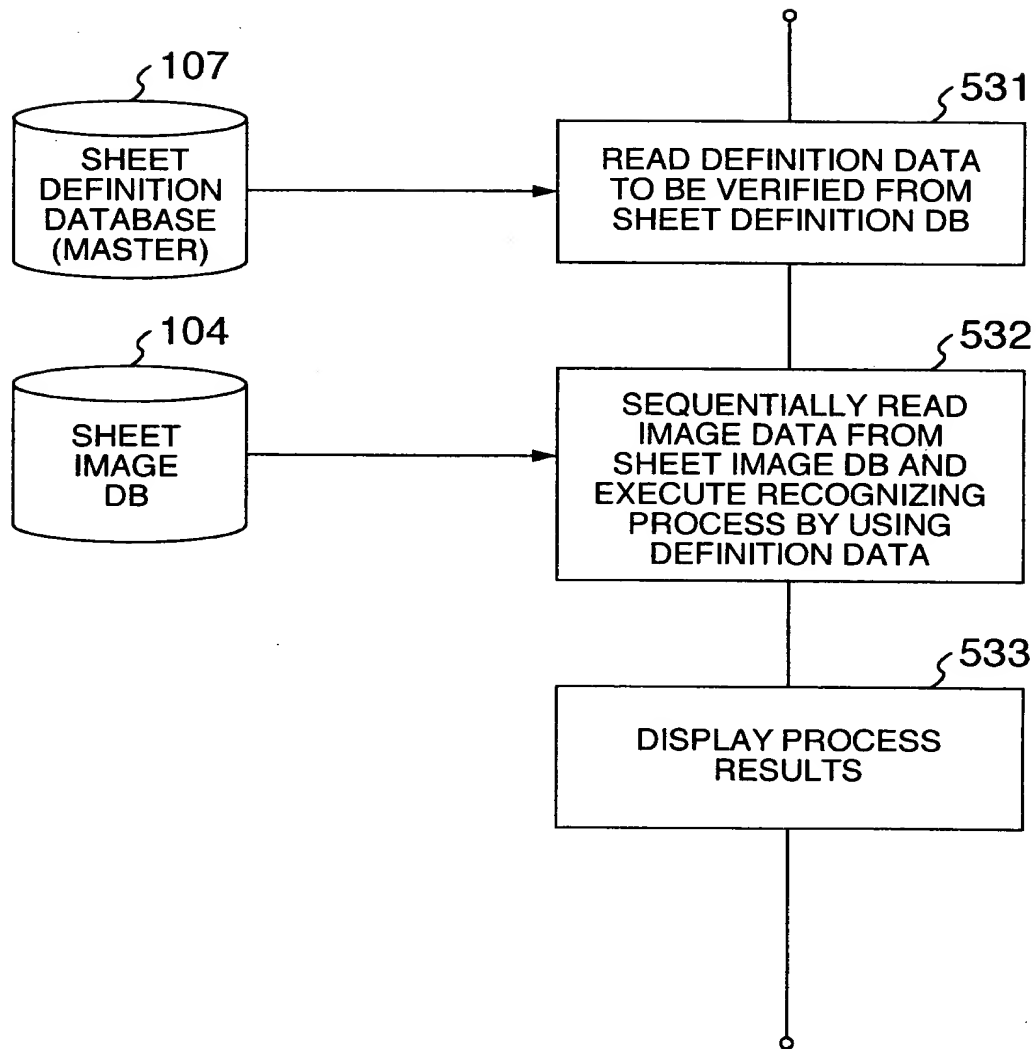 107
SHEET
DEFINITION
DATABASE
(MASTER)
531
READ DEFINITION DATA
TO BE VERIFIED FROM
SHEET DEFINITION DB
104
SHEET
IMAGE
DB
532
SEQUENTIALLY READ
IMAGE DATA FROM
SHEET IMAGE DB AND
EXECUTE RECOGNIZING
PROCESS BY USING
DEFINITION DATA
533
DISPLAY PROCESS
RESULTS